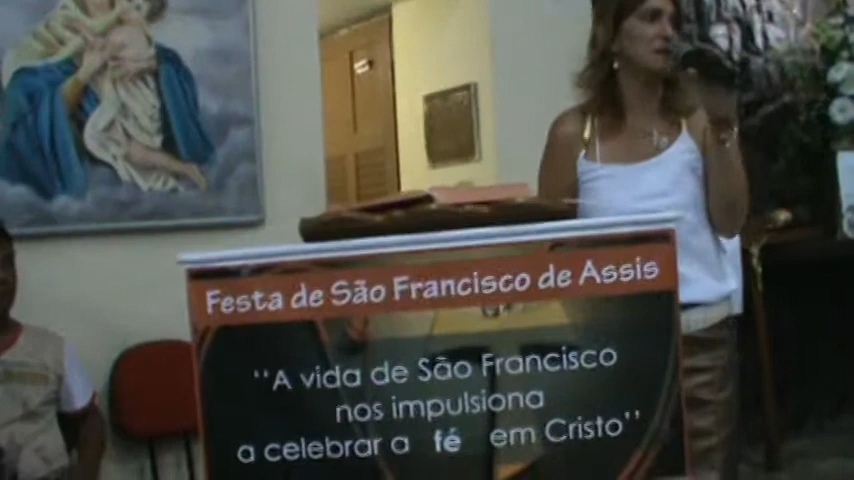 Festa de São Francisco de Assis
"A vida de São Francisco
nos impulsiona
a celebrar a fé em Cristo"